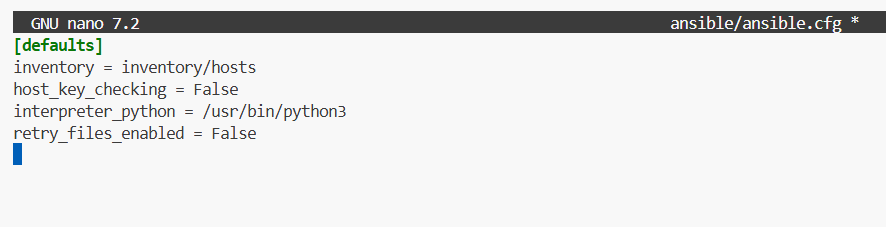 GNU nano 7.2 ansible/ansible.cfg *
[defaults]
inventory = inventory/hosts
host_key_checking = False
interpreter_python = /usr/bin/python3
retry_files_enabled = False